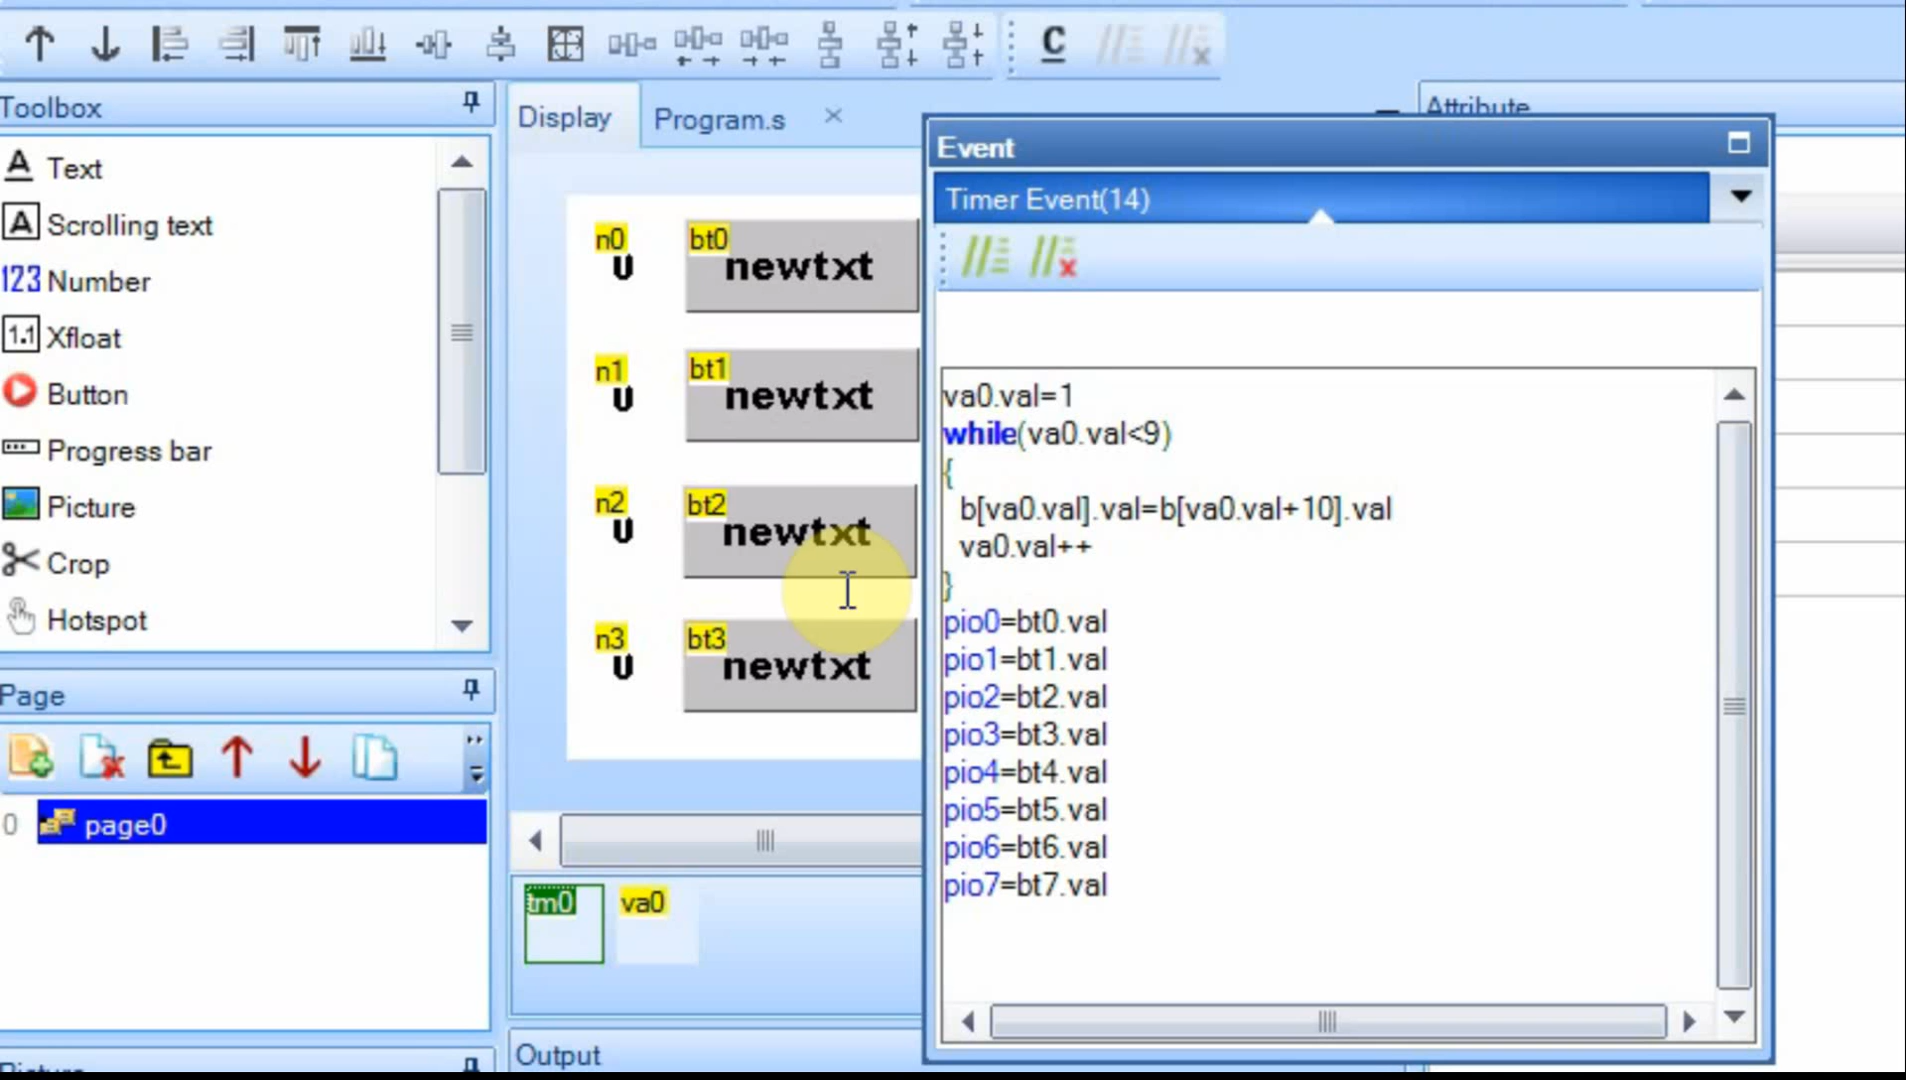 C
Toolbox
Text
Scrolling text
123 Number
1.1 Xfloat
Button
Progress bar
Picture
Crop
Hotspot
Page
0 page0
Display
Program.s
n0
0
bt0
newtxt
n1
0
bt1
newtxt
n2
0
bt2
newtxt
n3
0
bt3
newtxt
tm0
va0
Output
Attribute
Event
Timer Event(14)
va0.val=1
while(va0.val<9)
{
b[va0.val].val=b[va0.val+10].val
va0.val++
}
pio0=bt0.val
pio1=bt1.val
pio2=bt2.val
pio3=bt3.val
pio4=bt4.val
pio5=bt5.val
pio6=bt6.val
pio7=bt7.val